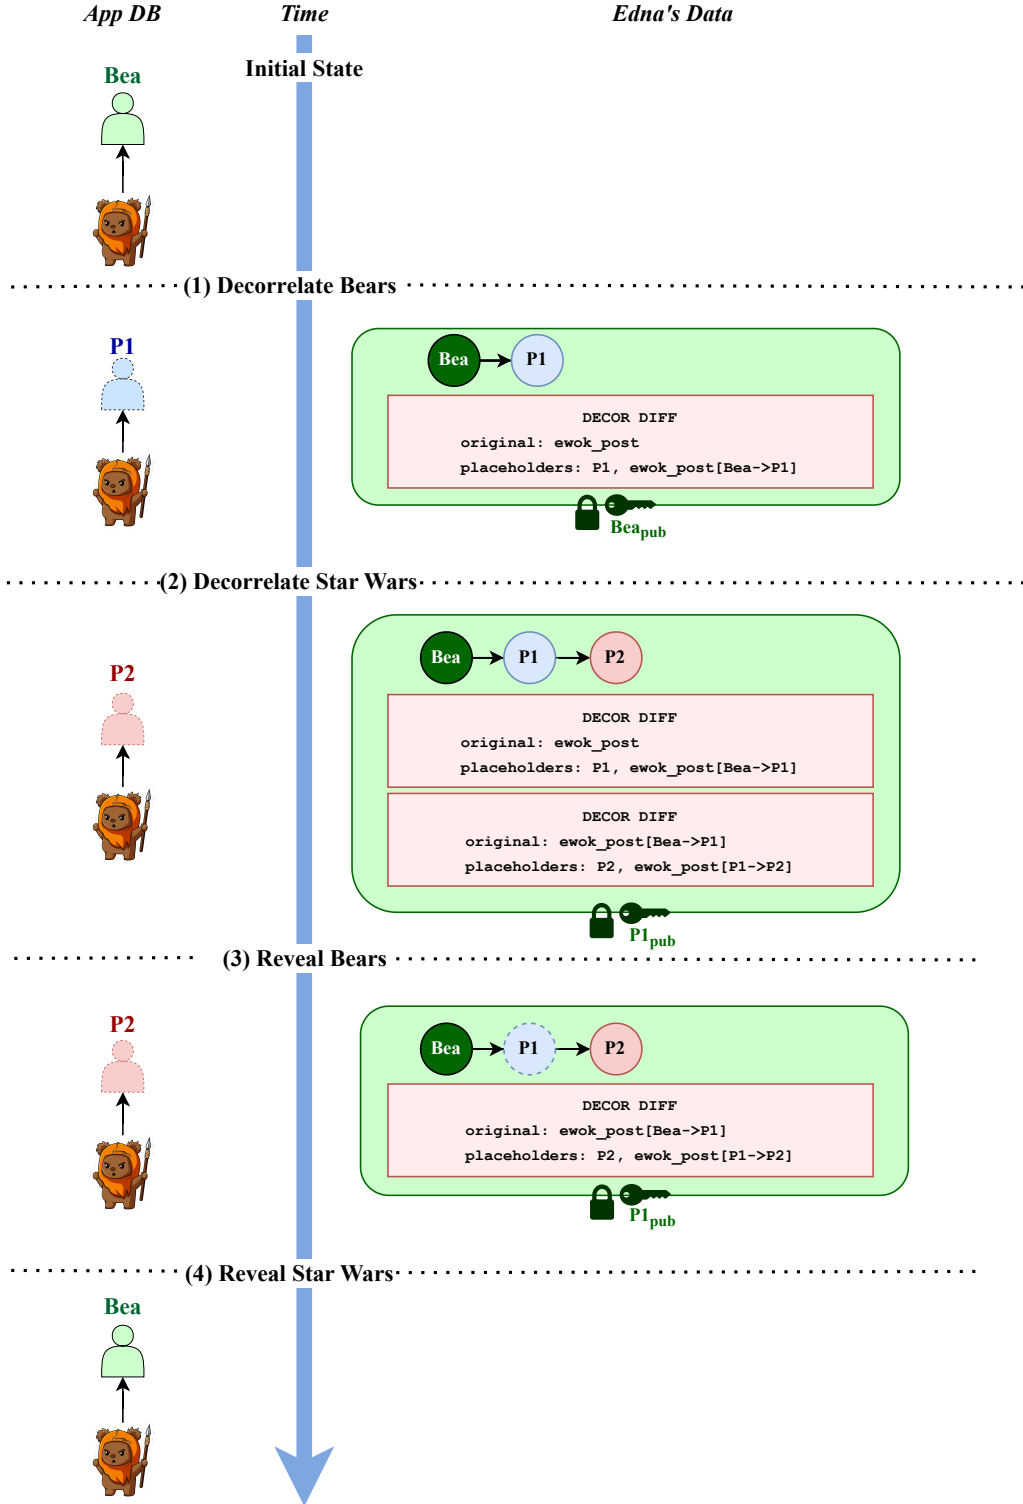 App DB Time Edna's Data
Initial State
Bea
(1) Decorrelate Bears
P1
Bea P1
DECOR DIFF
original: ewok_post
placeholders: P1, ewok_post[Bea->P1]
Bea_pub
(2) Decorrelate Star Wars
P2
Bea P1 P2
DECOR DIFF
original: ewok_post
placeholders: P1, ewok_post[Bea->P1]
DECOR DIFF
original: ewok_post[Bea->P1]
placeholders: P2, ewok_post[P1->P2]
P1_pub
(3) Reveal Bears
P2
Bea P1 P2
DECOR DIFF
original: ewok_post[Bea->P1]
placeholders: P2, ewok_post[P1->P2]
P1_pub
(4) Reveal Star Wars
Bea